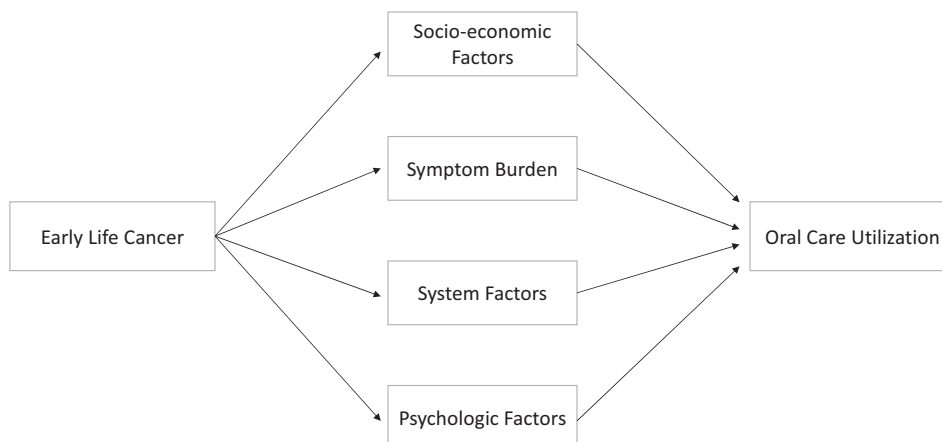 Socio-economic
Factors
Symptom Burden
Early Life Cancer
Oral Care Utilization
System Factors
Psychologic Factors